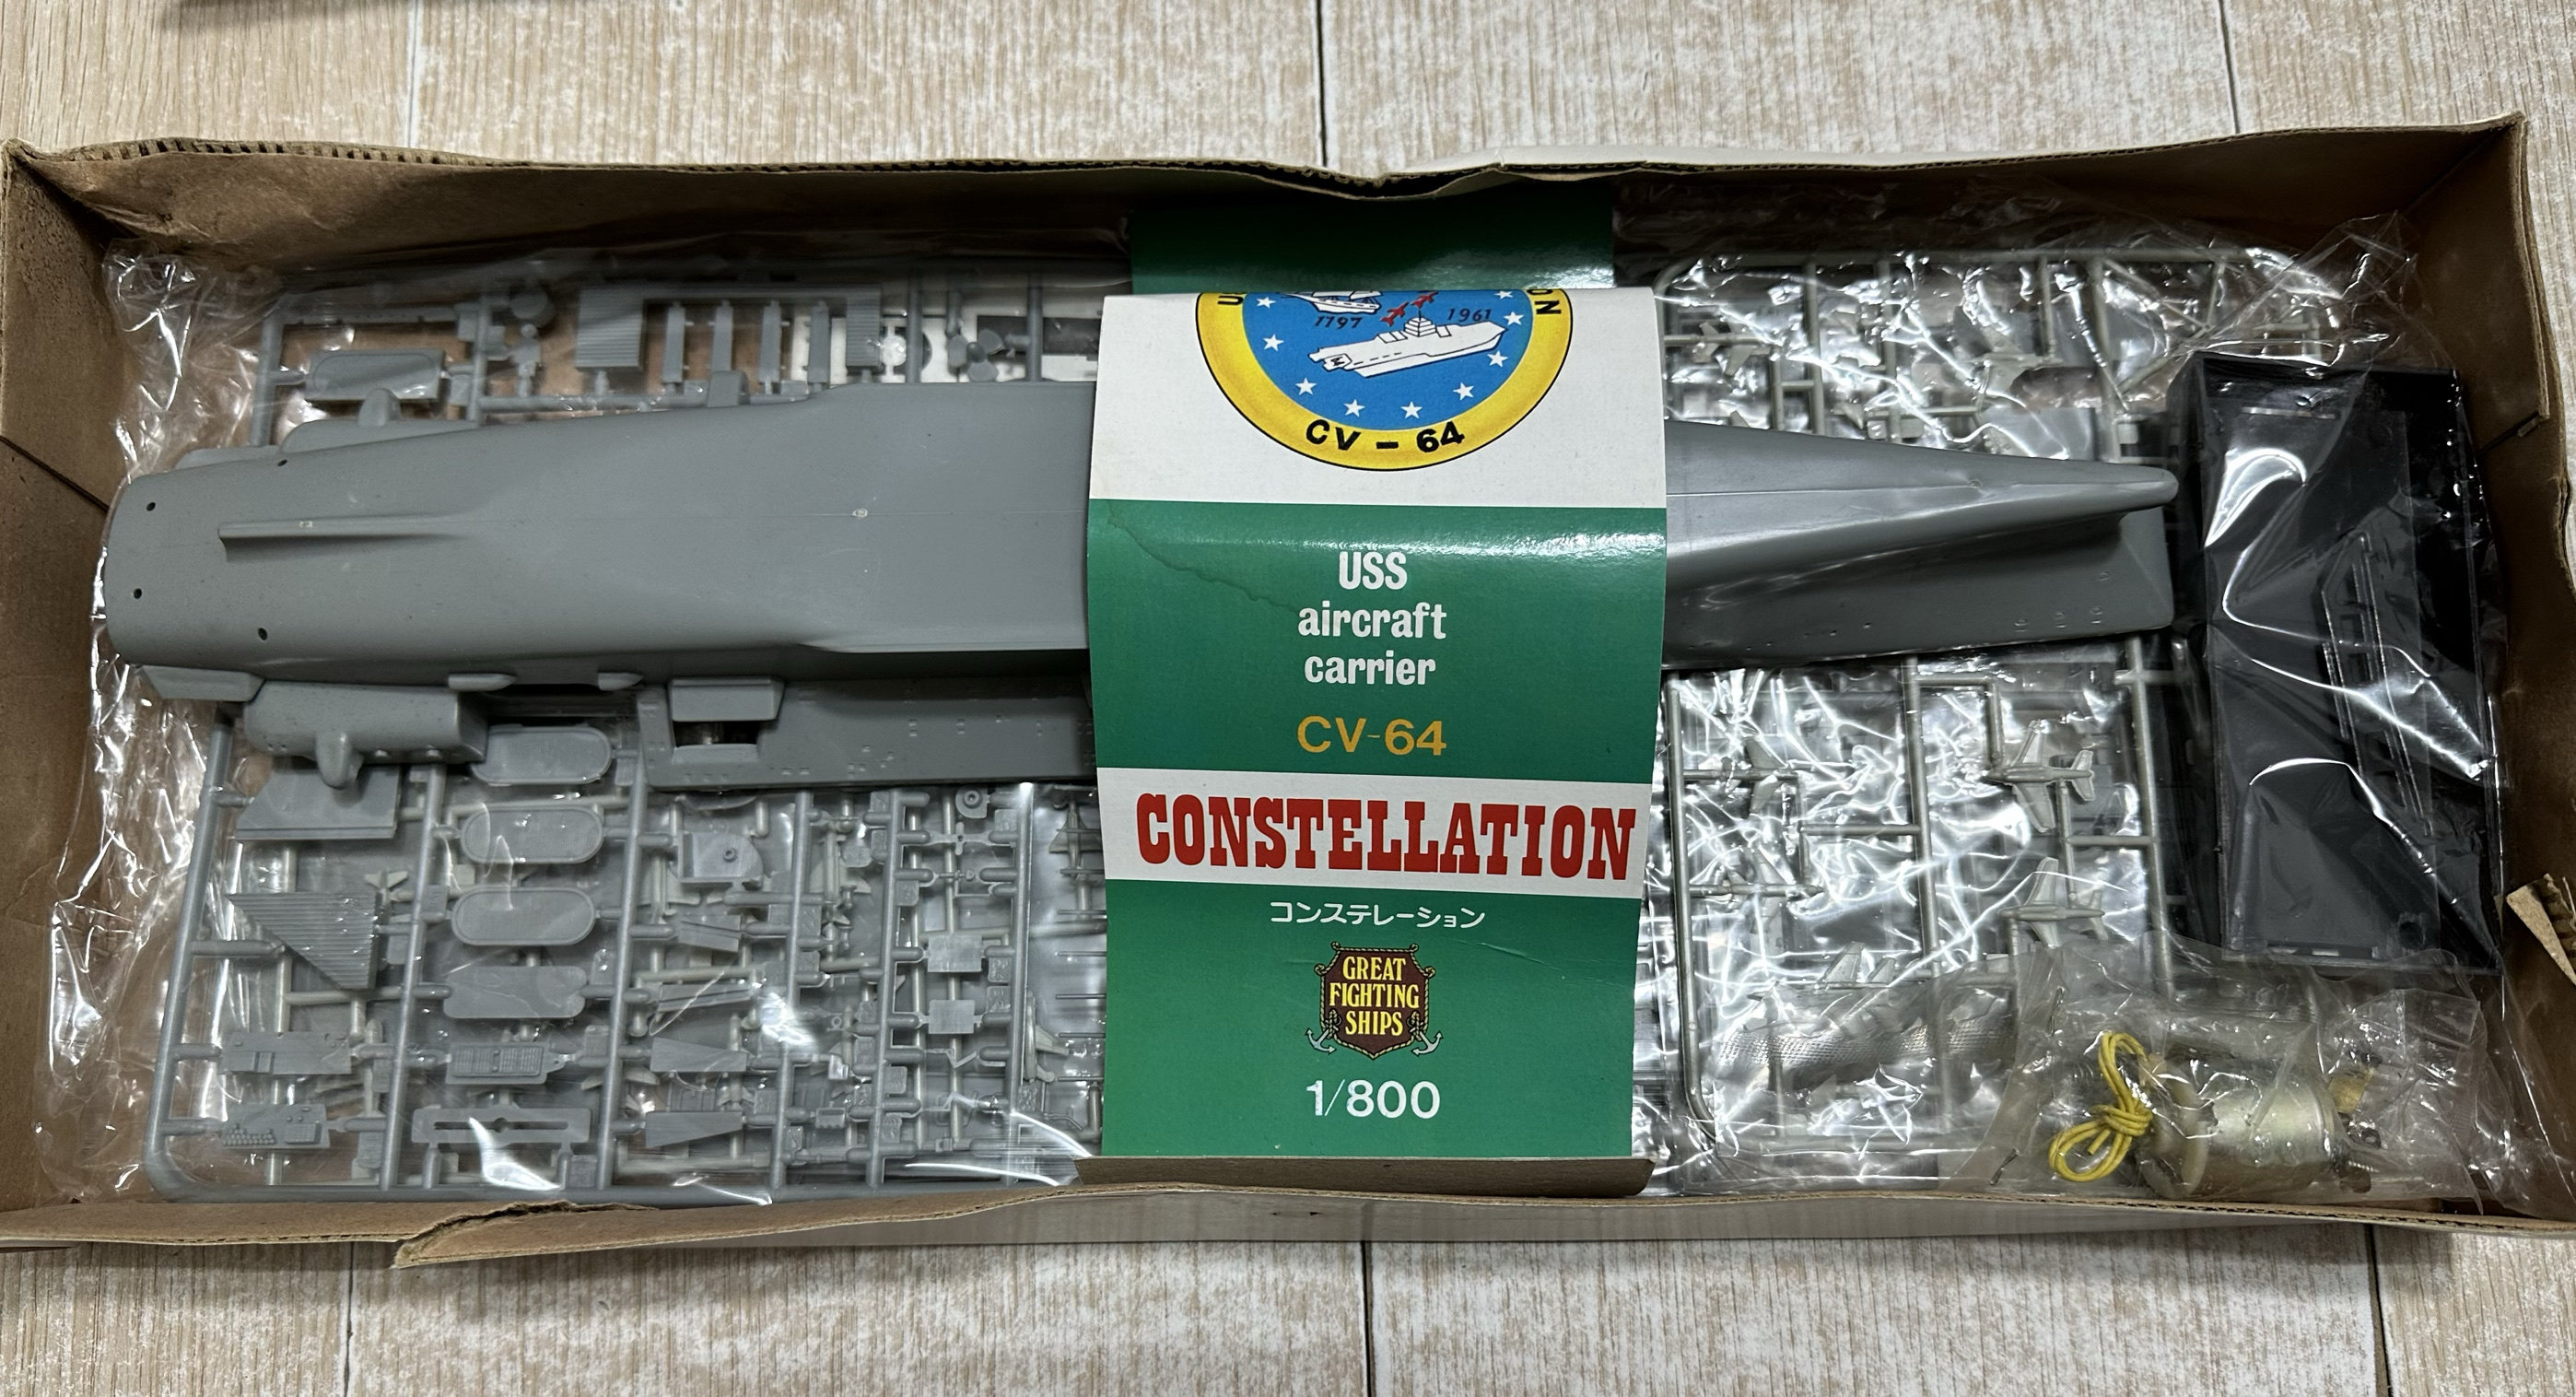 1797
1961
CV - 64
USS
aircraft
carrier
CV-64
CONSTELLATION
コンステレーション
GREAT
FIGHTING
SHIPS
1/800